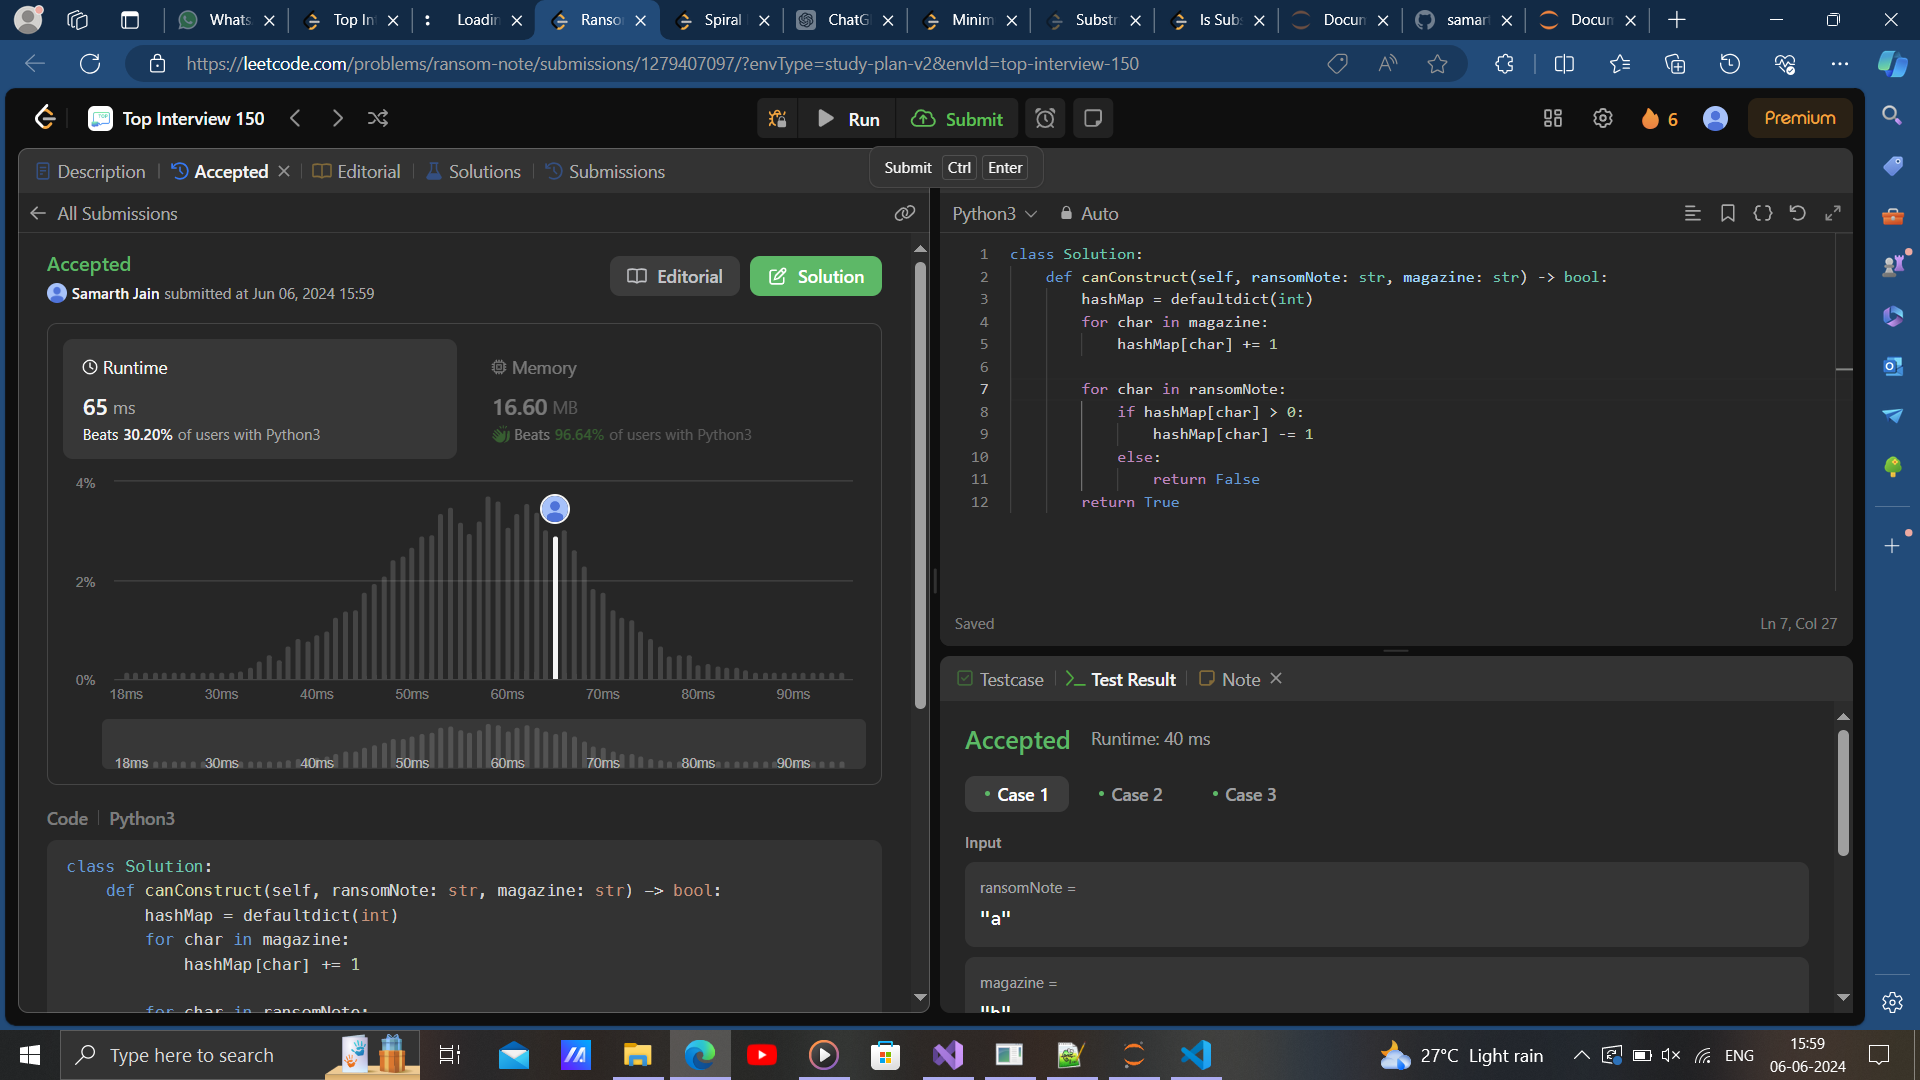 Whats
Top In
Loadin
Ranso
Spiral
ChatG
Minim
Substr
Is Sub
Docum
samar
Docum
https://leetcode.com/problems/ransom-note/submissions/1279407097/?envType=study-plan-v2&envId=top-interview-150
Top Interview 150
Run
Submit
6
Premium
Description
Accepted
Editorial
Solutions
Submissions
Submit Ctrl Enter
All Submissions
Python3
Auto
Accepted
Samarth Jain submitted at Jun 06, 2024 15:59
Editorial
Solution
Runtime
65 ms
Beats 30.20% of users with Python3
Memory
16.60 MB
Beats 96.64% of users with Python3
4%
2%
0%
18ms 30ms 40ms 50ms 60ms 70ms 80ms 90ms
18ms 30ms 40ms 50ms 60ms 70ms 80ms 90ms
Code Python3
class Solution:
def canConstruct(self, ransomNote: str, magazine: str) -> bool:
hashMap = defaultdict(int)
for char in magazine:
hashMap[char] += 1
for char in ransomNote:
1 class Solution:
2 def canConstruct(self, ransomNote: str, magazine: str) -> bool:
3 hashMap = defaultdict(int)
4 for char in magazine:
5 hashMap[char] += 1
6
7 for char in ransomNote:
8 if hashMap[char] > 0:
9 hashMap[char] -= 1
10 else:
11 return False
12 return True
Saved
Ln 7, Col 27
Testcase
Test Result
Note
Accepted
Runtime: 40 ms
Case 1
Case 2
Case 3
Input
ransomNote =
"a"
magazine =
"b"
Type here to search
27°C Light rain
ENG
15:59
06-06-2024